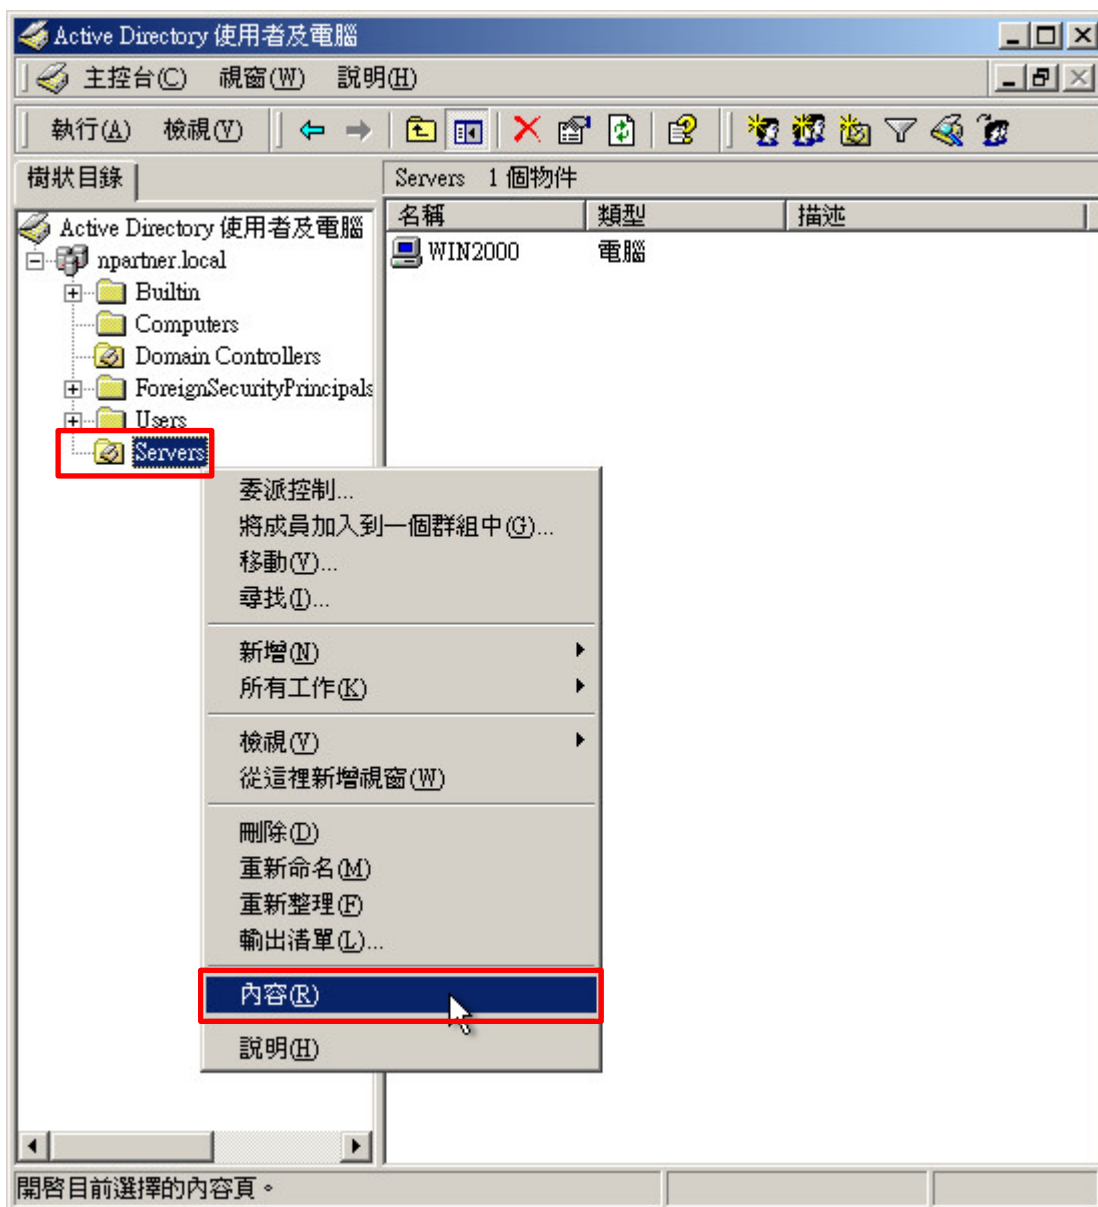 Active Directory 使用者及電腦
主控台(C) 視窗(W) 說明(H)
執行(A) 檢視(V)
樹狀目錄
Servers 1 個物件
名稱 類型 描述
WIN2000 電腦
Active Directory 使用者及電腦
npartner.local
Builtin
Computers
Domain Controllers
ForeignSecurityPrincipals
Users
Servers
委派控制...
將成員加入到一個群組中(G)...
移動(V)...
尋找(I)...
新增(N)
所有工作(K)
檢視(V)
從這裡新增視窗(W)
刪除(D)
重新命名(M)
重新整理(F)
輸出清單(L)...
內容(R)
說明(H)
開啓目前選擇的內容頁。